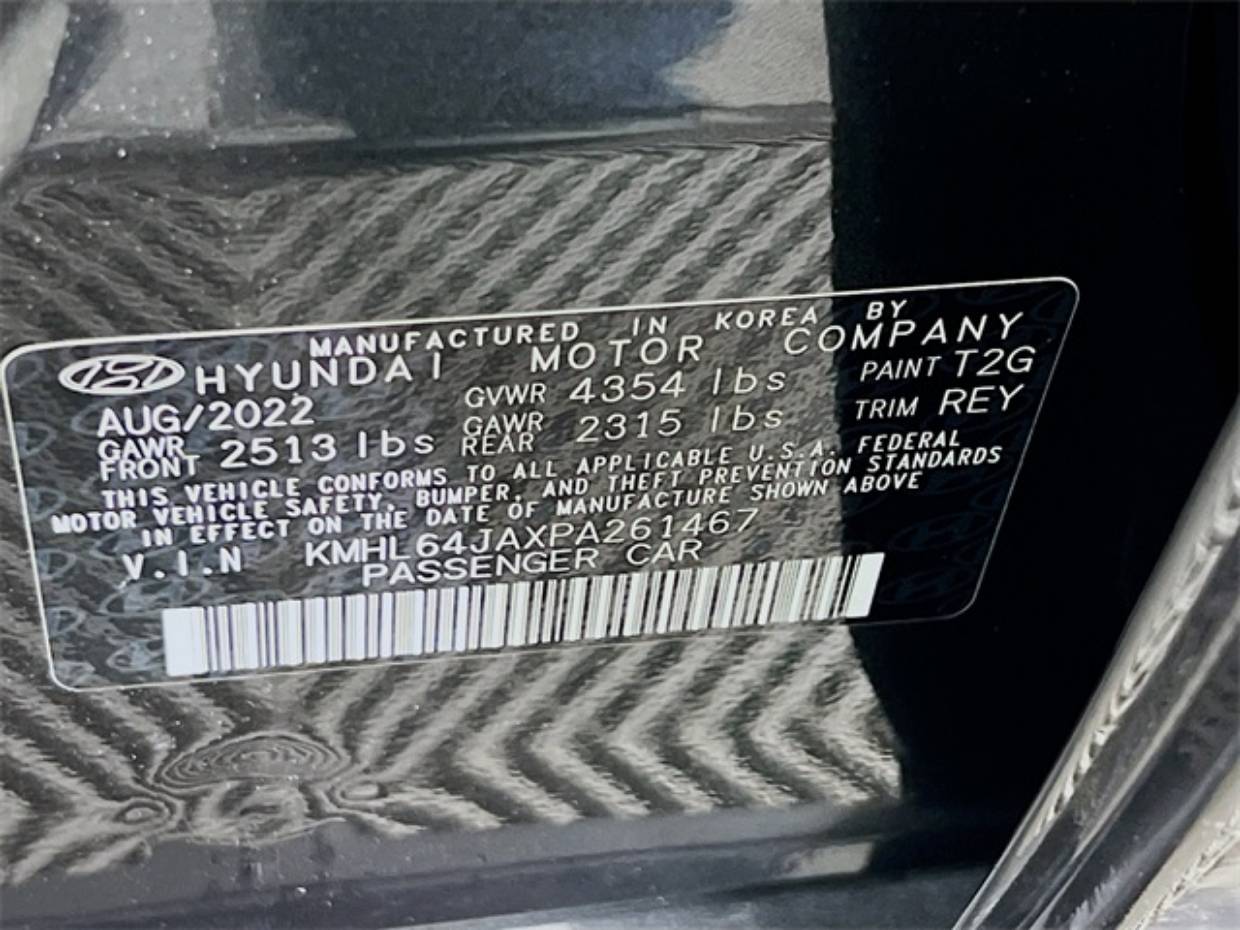 MANUFACTURED IN KOREA BY
HYUNDAI MOTOR COMPANY
AUG/2022 GVWR 4354 lbs PAINT T2G
GAWR FRONT 2513 lbs GAWR REAR 2315 lbs TRIM REY
THIS VEHICLE CONFORMS TO ALL APPLICABLE U.S.A. FEDERAL
MOTOR VEHICLE SAFETY, BUMPER, AND THEFT PREVENTION STANDARDS
IN EFFECT ON THE DATE OF MANUFACTURE SHOWN ABOVE
V.I.N KMHL64JAXPA261467
PASSENGER CAR